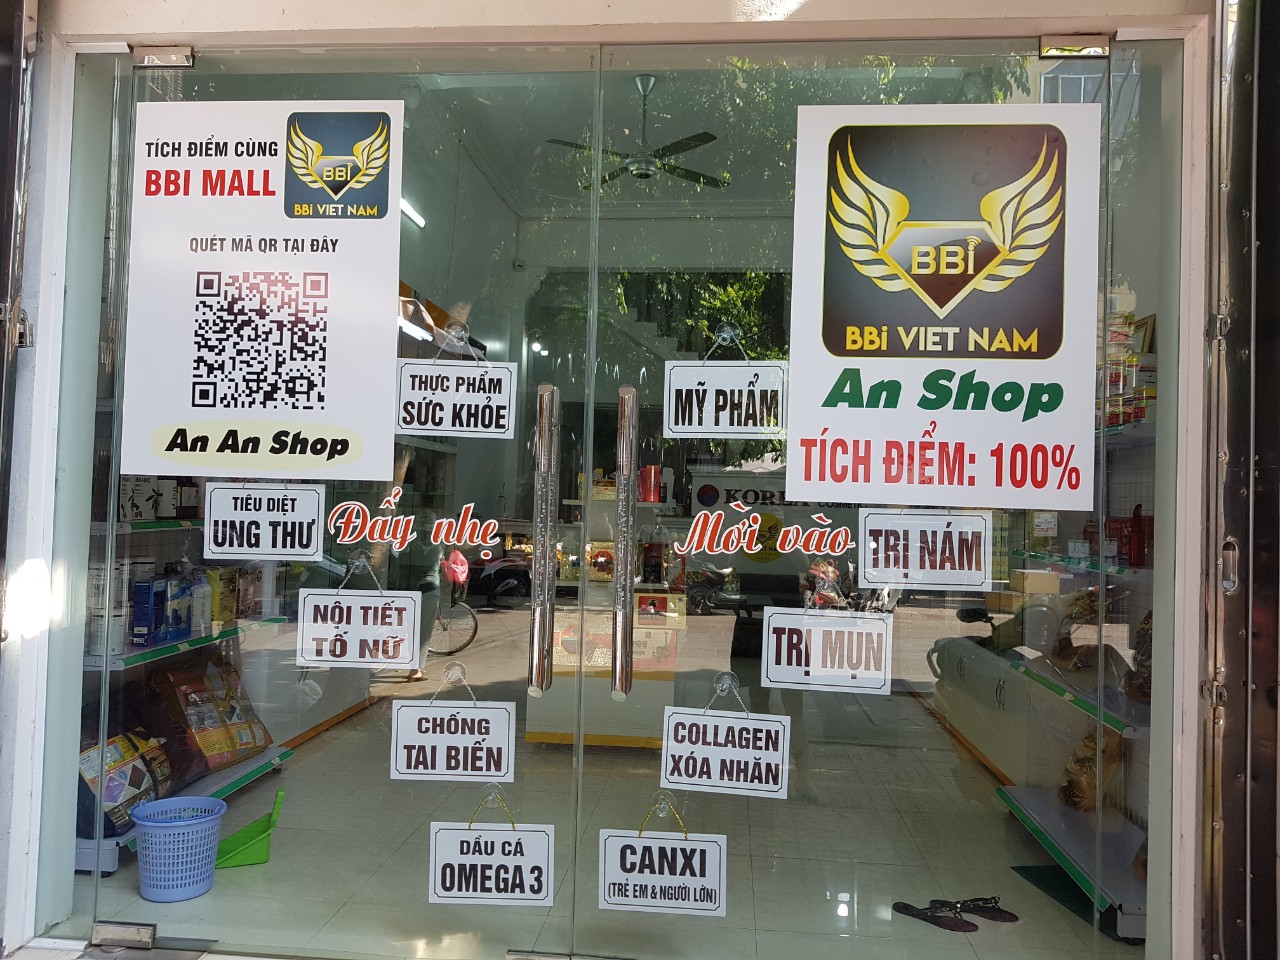 TÍCH ĐIỂM CÙNG
BBI MALL
BBi
BBi VIET NAM
QUÉT MÃ QR TẠI ĐÂY
An An Shop
BBi
BBi VIET NAM
An Shop
TÍCH ĐIỂM: 100%
THỰC PHẨM
SỨC KHỎE
MỸ PHẨM
TIÊU DIỆT
UNG THƯ
Đẩy nhẹ
Mời vào
KOREA
COSMETIC
TRỊ NÁM
NỘI TIẾT
TỐ NỮ
TRỊ MỤN
CHỐNG
TAI BIẾN
COLLAGEN
XÓA NHĂN
DẦU CÁ
OMEGA 3
CANXI
(TRẺ EM & NGƯỜI LỚN)